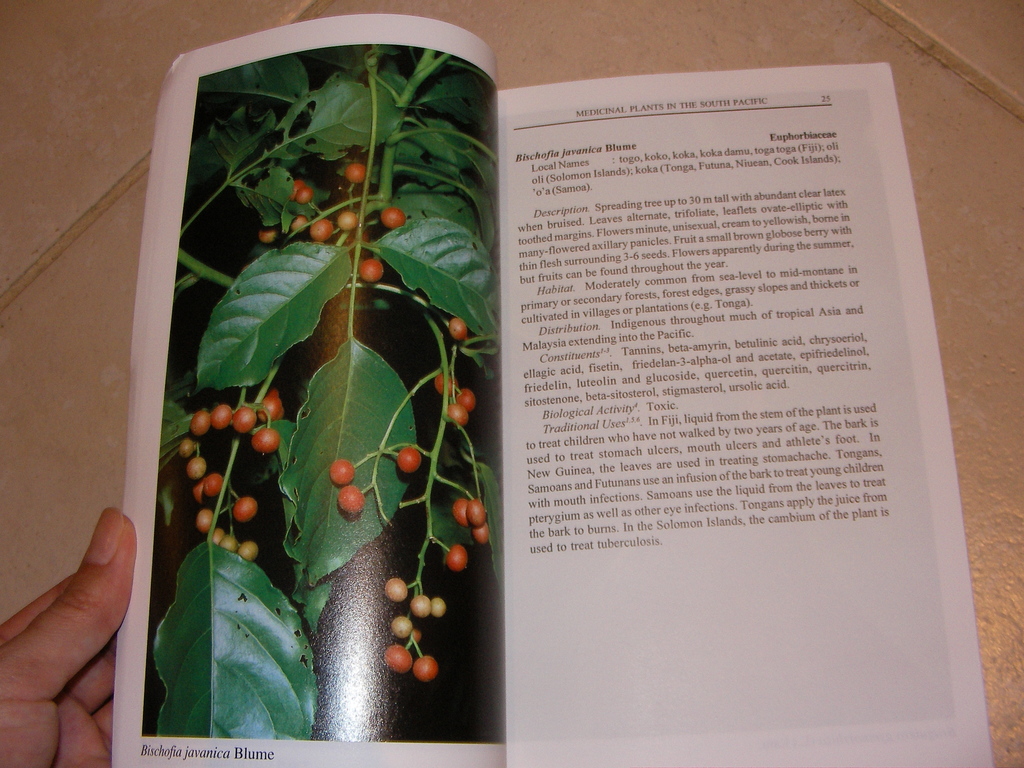 Bischofia javanica Blume
MEDICINAL PLANTS IN THE SOUTH PACIFIC 25
Bischofia javanica Blume Euphorbiaceae
Local Names : togo, koko, koka, koka damu, toga toga (Fiji); oli
oli (Solomon Islands); koka (Tonga, Futuna, Niuean, Cook Islands);
'o'a (Samoa).
Description. Spreading tree up to 30 m tall with abundant clear latex
when bruised. Leaves alternate, trifoliate, leaflets ovate-elliptic with
toothed margins. Flowers minute, unisexual, cream to yellowish, borne in
many-flowered axillary panicles. Fruit a small brown globose berry with
thin flesh surrounding 3-6 seeds. Flowers apparently during the summer,
but fruits can be found throughout the year.
Habitat. Moderately common from sea-level to mid-montane in
primary or secondary forests, forest edges, grassy slopes and thickets or
cultivated in villages or plantations (e.g. Tonga).
Distribution. Indigenous throughout much of tropical Asia and
Malaysia extending into the Pacific.
Constituents1-3. Tannins, beta-amyrin, betulinic acid, chrysoeriol,
ellagic acid, fisetin, friedelan-3-alpha-ol and acetate, epifriedelinol,
friedelin, luteolin and glucoside, quercetin, quercitin, quercitrin,
sitostenone, beta-sitosterol, stigmasterol, ursolic acid.
Biological Activity4. Toxic.
Traditional Uses1,5,6. In Fiji, liquid from the stem of the plant is used
to treat children who have not walked by two years of age. The bark is
used to treat stomach ulcers, mouth ulcers and athlete's foot. In
New Guinea, the leaves are used in treating stomachache. Tongans,
Samoans and Futunans use an infusion of the bark to treat young children
with mouth infections. Samoans use the liquid from the leaves to treat
pterygium as well as other eye infections. Tongans apply the juice from
the bark to burns. In the Solomon Islands, the cambium of the plant is
used to treat tuberculosis.